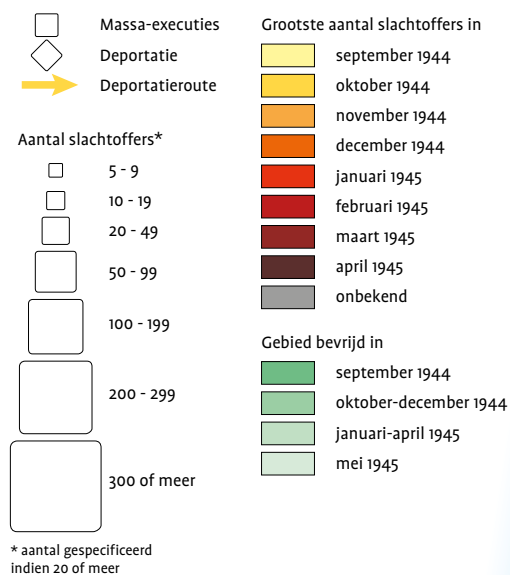 Massa-executies
Deportatie
Deportatieroute
Aantal slachtoffers*
5 - 9
10 - 19
20 - 49
50 - 99
100 - 199
200 - 299
300 of meer
* aantal gespecificeerd
indien 20 of meer
Grootste aantal slachtoffers in
september 1944
oktober 1944
november 1944
december 1944
januari 1945
februari 1945
maart 1945
april 1945
onbekend
Gebied bevrijd in
september 1944
oktober-december 1944
januari-april 1945
mei 1945